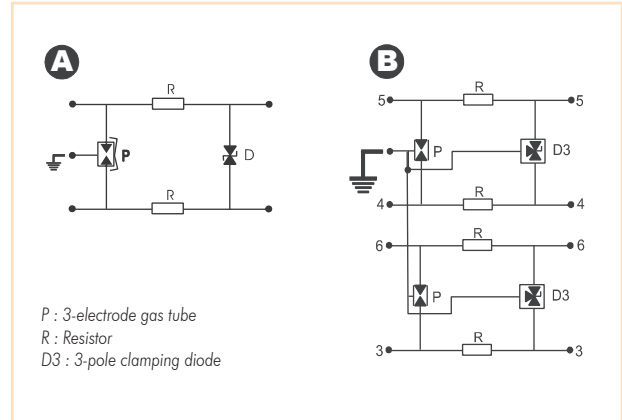 A
R
P
D
R
B
5 R 5
P D3
4 R 4
6 R 6
P D3
3 R 3
P : 3-electrode gas tube
R : Resistor
D3 : 3-pole clamping diode